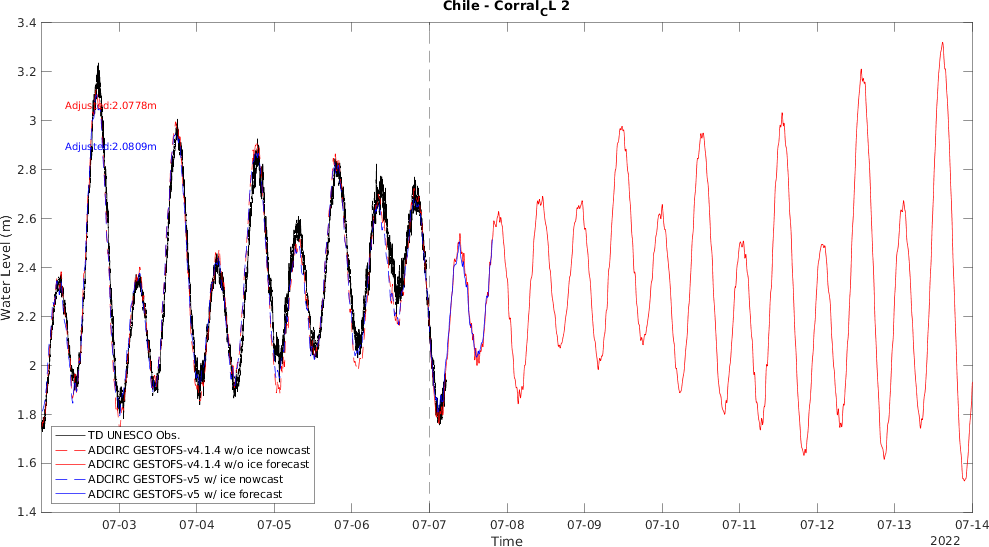 Chile - Corral_CL 2
3.4
3.2
3
2.8
2.6
2.4
2.2
2
1.8
1.6
1.4
Water Level (m)
Adjusted:2.0778m
Adjusted:2.0809m
TD UNESCO Obs.
ADCIRC GESTOFS-v4.1.4 w/o ice nowcast
ADCIRC GESTOFS-v4.1.4 w/o ice forecast
ADCIRC GESTOFS-v5 w/ ice nowcast
ADCIRC GESTOFS-v5 w/ ice forecast
07-03 07-04 07-05 07-06 07-07 07-08 07-09 07-10 07-11 07-12 07-13 07-14
Time
2022